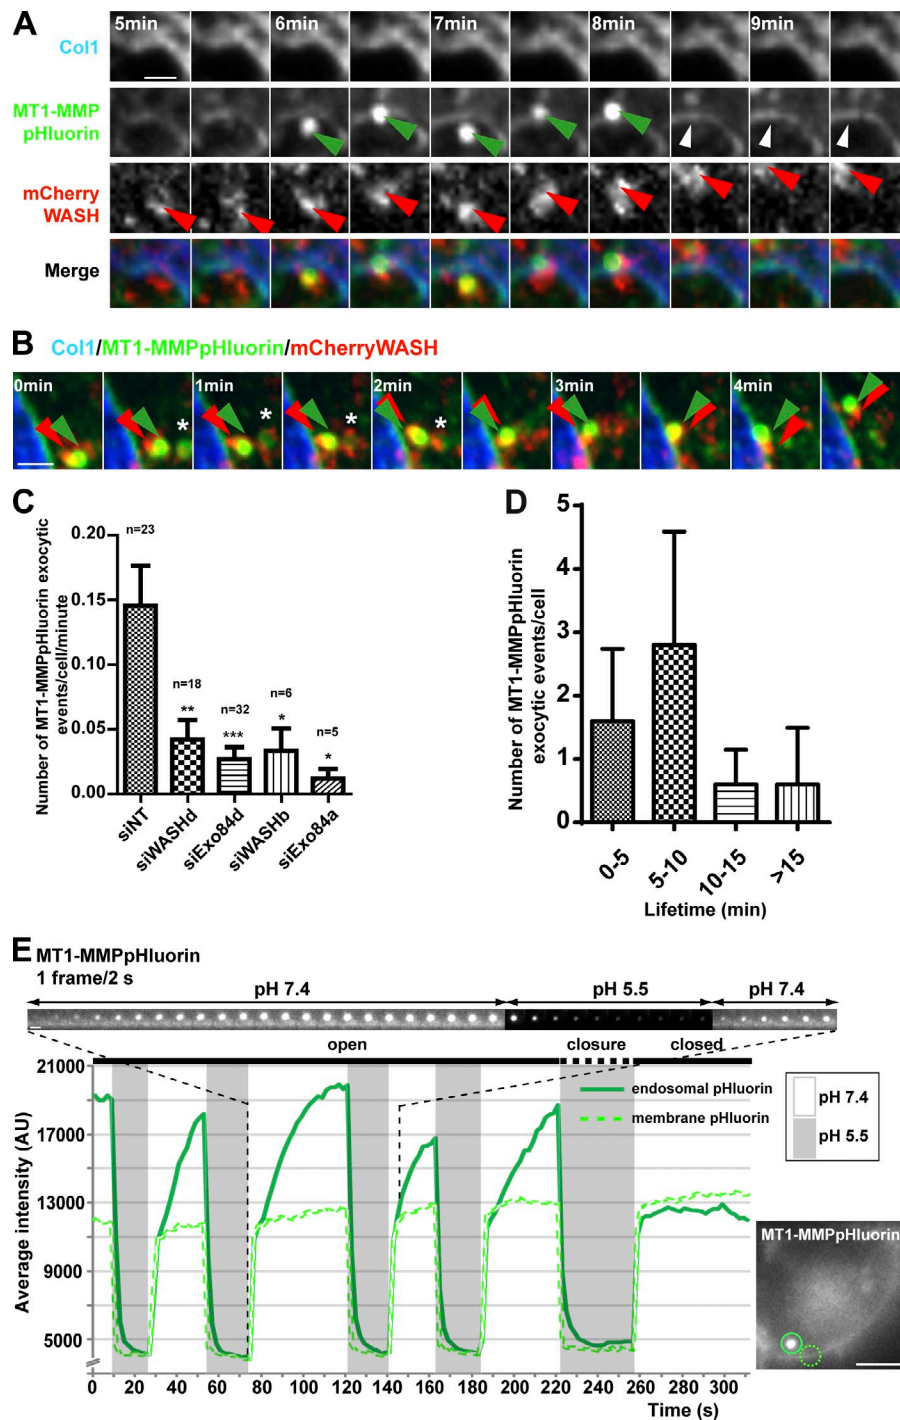 A
5min 6min 7min 8min 9min
Col1
MT1-MMP
pHluorin
mCherry
WASH
Merge
B Col1/MT1-MMPpHluorin/mCherryWASH
0min 1min 2min 3min 4min
* * * * *
C
Number of MT1-MMPpHluorin exocytic
events/cell/minute
0.20
0.15
0.10
0.05
0.00
n=23
n=18
**
n=32
***
n=6
*
n=5
*
siNT siWASHd siExo84d siWASHb siExo84a
D
Number of MT1-MMPpHluorin
exocytic events/cell
5
4
3
2
1
0
0-5 5-10 10-15 >15
Lifetime (min)
E MT1-MMPpHluorin
1 frame/2 s
pH 7.4 pH 5.5 pH 7.4
open closure closed
Average intensity (AU)
21000
17000
13000
9000
5000
endosomal pHluorin
membrane pHluorin
pH 7.4
pH 5.5
MT1-MMPpHluorin
0 20 40 60 80 100 120 140 160 180 200 220 240 260 280 300
Time (s)